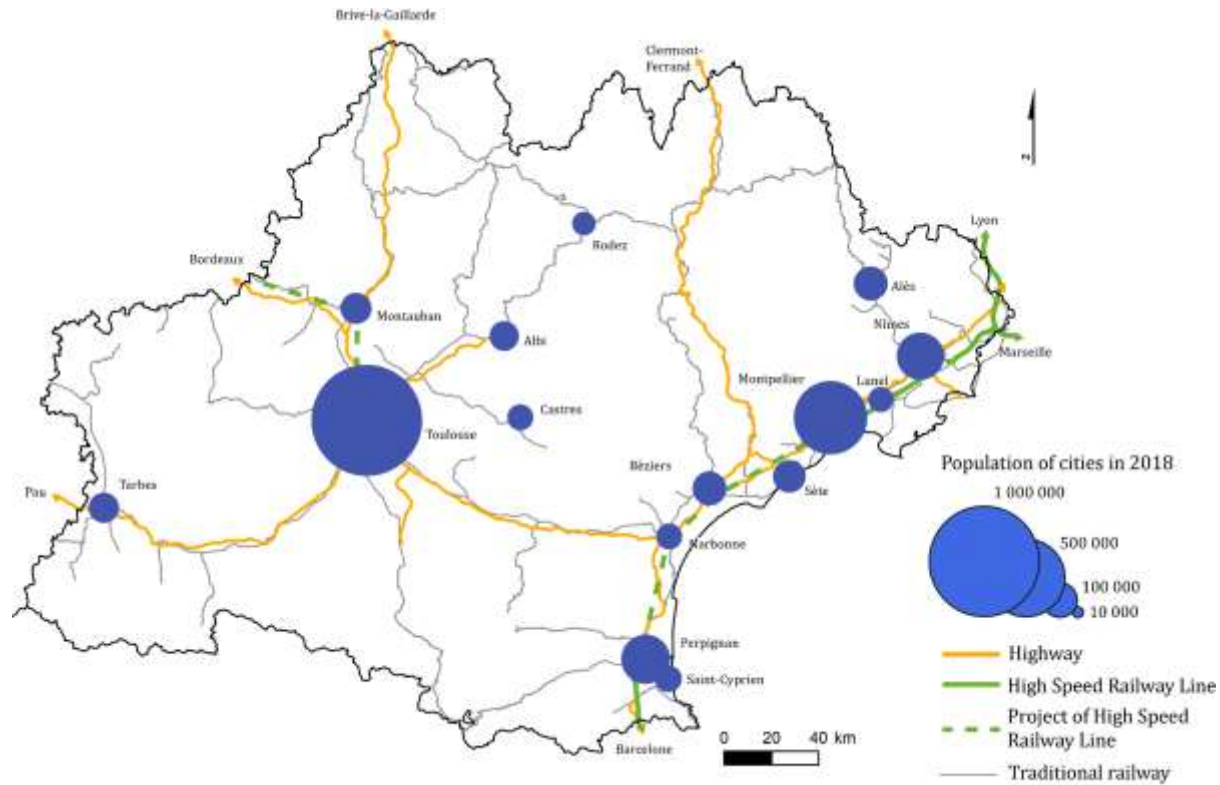 Brive-la-Gaillarde
Clermont-
Ferrand
Lyon
Rodez
Bordeaux
Montauban
Albi
Alès
Nîmes
Marseille
Montpellier
Lunel
Castres
Toulouse
Béziers
Sète
Tarbes
Pau
Narbonne
Perpignan
Saint-Cyprien
Barcelone
0 20 40 km
Population of cities in 2018
1 000 000
500 000
100 000
10 000
Highway
High Speed Railway Line
Project of High Speed
Railway Line
Traditional railway